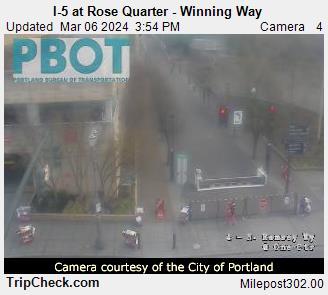 I-5 at Rose Quarter - Winning Way
Updated Mar 06 2024 3:54 PM Camera 4
PBOT
PORTLAND BUREAU OF TRANSPORTATION
Camera courtesy of the City of Portland
TripCheck.com Milepost302.00